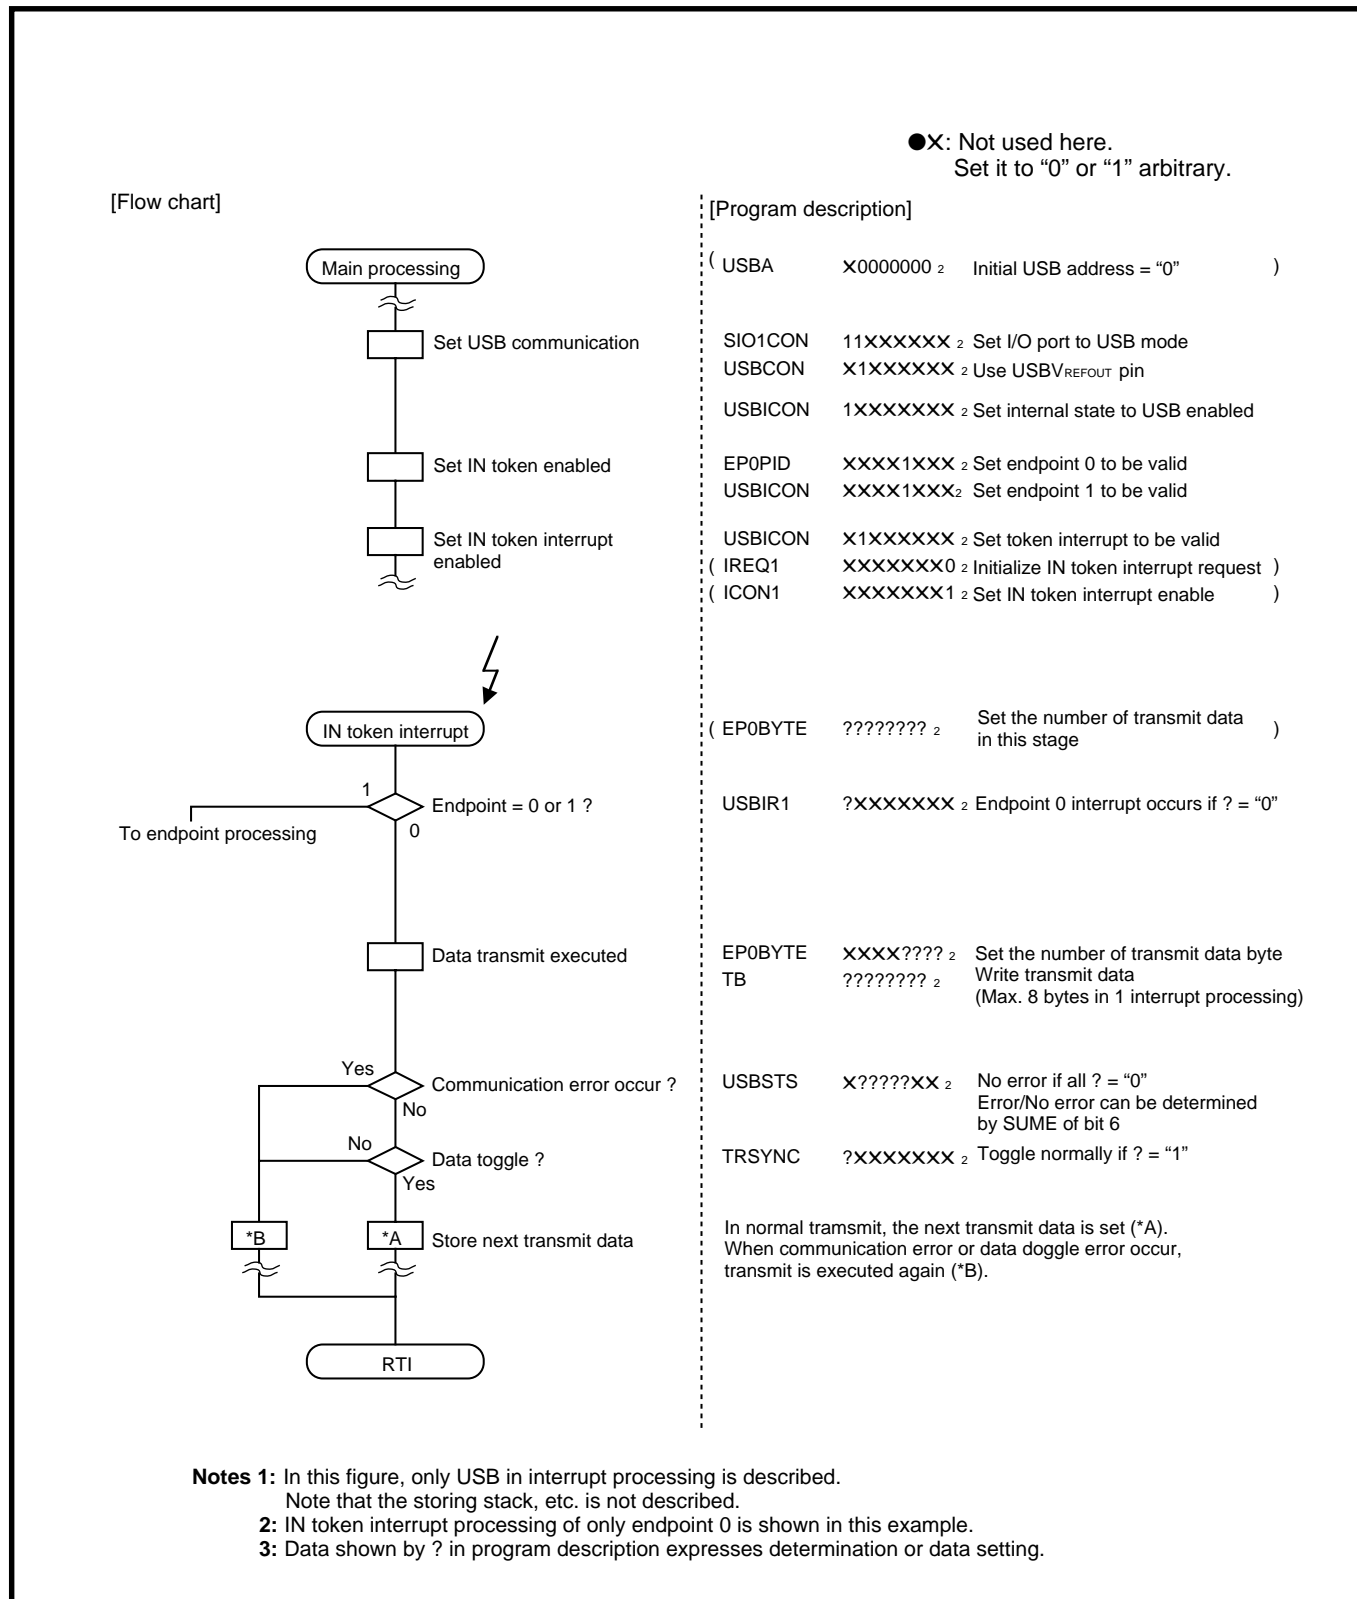 ●X: Not used here.
Set it to “0” or “1” arbitrary.
[Flow chart]
[Program description]
Main processing
( USBA X0000000 2 Initial USB address = “0” )
Set USB communication
SIO1CON 11XXXXXX 2 Set I/O port to USB mode
USBCON X1XXXXXX 2 Use USBVREFOUT pin
USBICON 1XXXXXXX 2 Set internal state to USB enabled
Set IN token enabled
EP0PID XXXX1XXX 2 Set endpoint 0 to be valid
USBICON XXXX1XXX2 Set endpoint 1 to be valid
Set IN token interrupt
enabled
USBICON X1XXXXXX 2 Set token interrupt to be valid
( IREQ1 XXXXXXX0 2 Initialize IN token interrupt request )
( ICON1 XXXXXXX1 2 Set IN token interrupt enable )
IN token interrupt
( EP0BYTE ???????? 2 Set the number of transmit data
in this stage )
1
Endpoint = 0 or 1 ?
0
To endpoint processing
USBIR1 ?XXXXXXX 2 Endpoint 0 interrupt occurs if ? = “0”
Data transmit executed
EP0BYTE XXXX???? 2 Set the number of transmit data byte
TB ???????? 2 Write transmit data
(Max. 8 bytes in 1 interrupt processing)
Yes
Communication error occur ?
No
USBSTS X?????XX 2 No error if all ? = “0”
Error/No error can be determined
by SUME of bit 6
No
Data toggle ?
Yes
TRSYNC ?XXXXXXX 2 Toggle normally if ? = “1”
*B
*A
Store next transmit data
In normal tramsmit, the next transmit data is set (*A).
When communication error or data doggle error occur,
transmit is executed again (*B).
RTI
Notes 1: In this figure, only USB in interrupt processing is described.
Note that the storing stack, etc. is not described.
2: IN token interrupt processing of only endpoint 0 is shown in this example.
3: Data shown by ? in program description expresses determination or data setting.